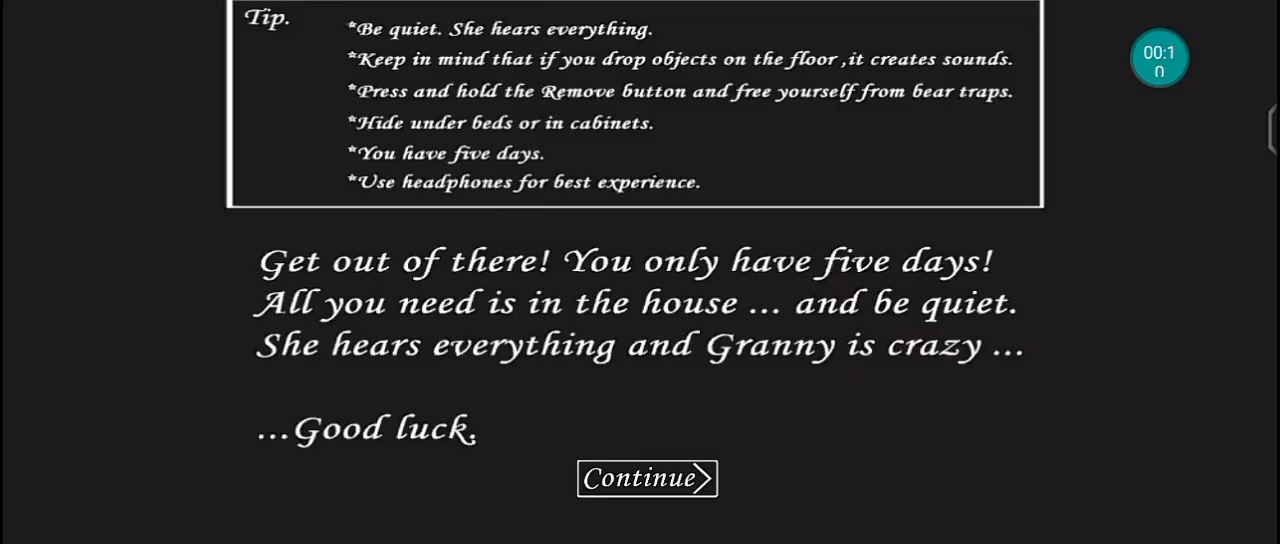 Tip.
*Be quiet. She hears everything.
*Keep in mind that if you drop objects on the floor ,it creates sounds.
*Press and hold the Remove button and free yourself from bear traps.
*Hide under beds or in cabinets.
*You have five days.
*Use headphones for best experience.
00:1
0
Get out of there! You only have five days!
All you need is in the house ... and be quiet.
She hears everything and Granny is crazy ...
...Good luck.
Continue